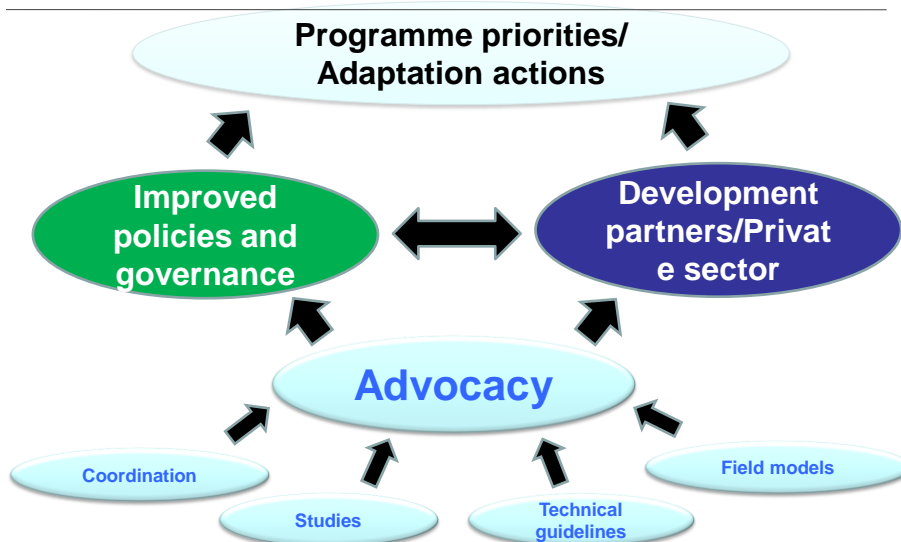 Programme priorities/
Adaptation actions
Improved
policies and
governance
Development
partners/Privat
e sector
Advocacy
Coordination
Field models
Studies
Technical
guidelines